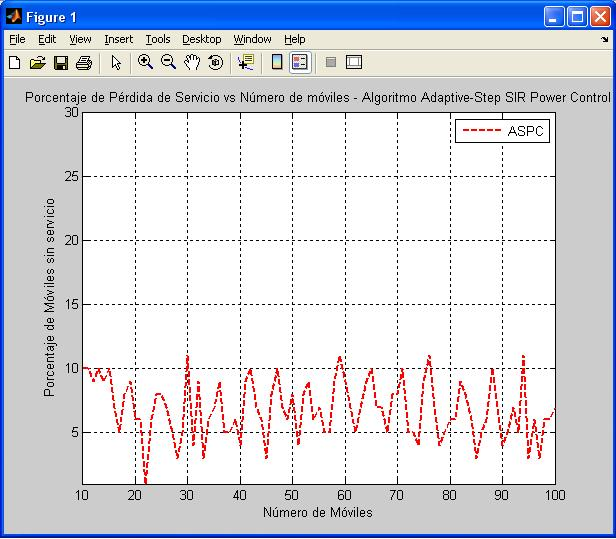 Figure 1
File Edit View Insert Tools Desktop Window Help
Porcentaje de Pérdida de Servicio vs Número de móviles - Algoritmo Adaptive-Step SIR Power Control
ASPC
30
25
20
15
10
5
Porcentaje de Móviles sin servicio
10 20 30 40 50 60 70 80 90 100
Número de Móviles